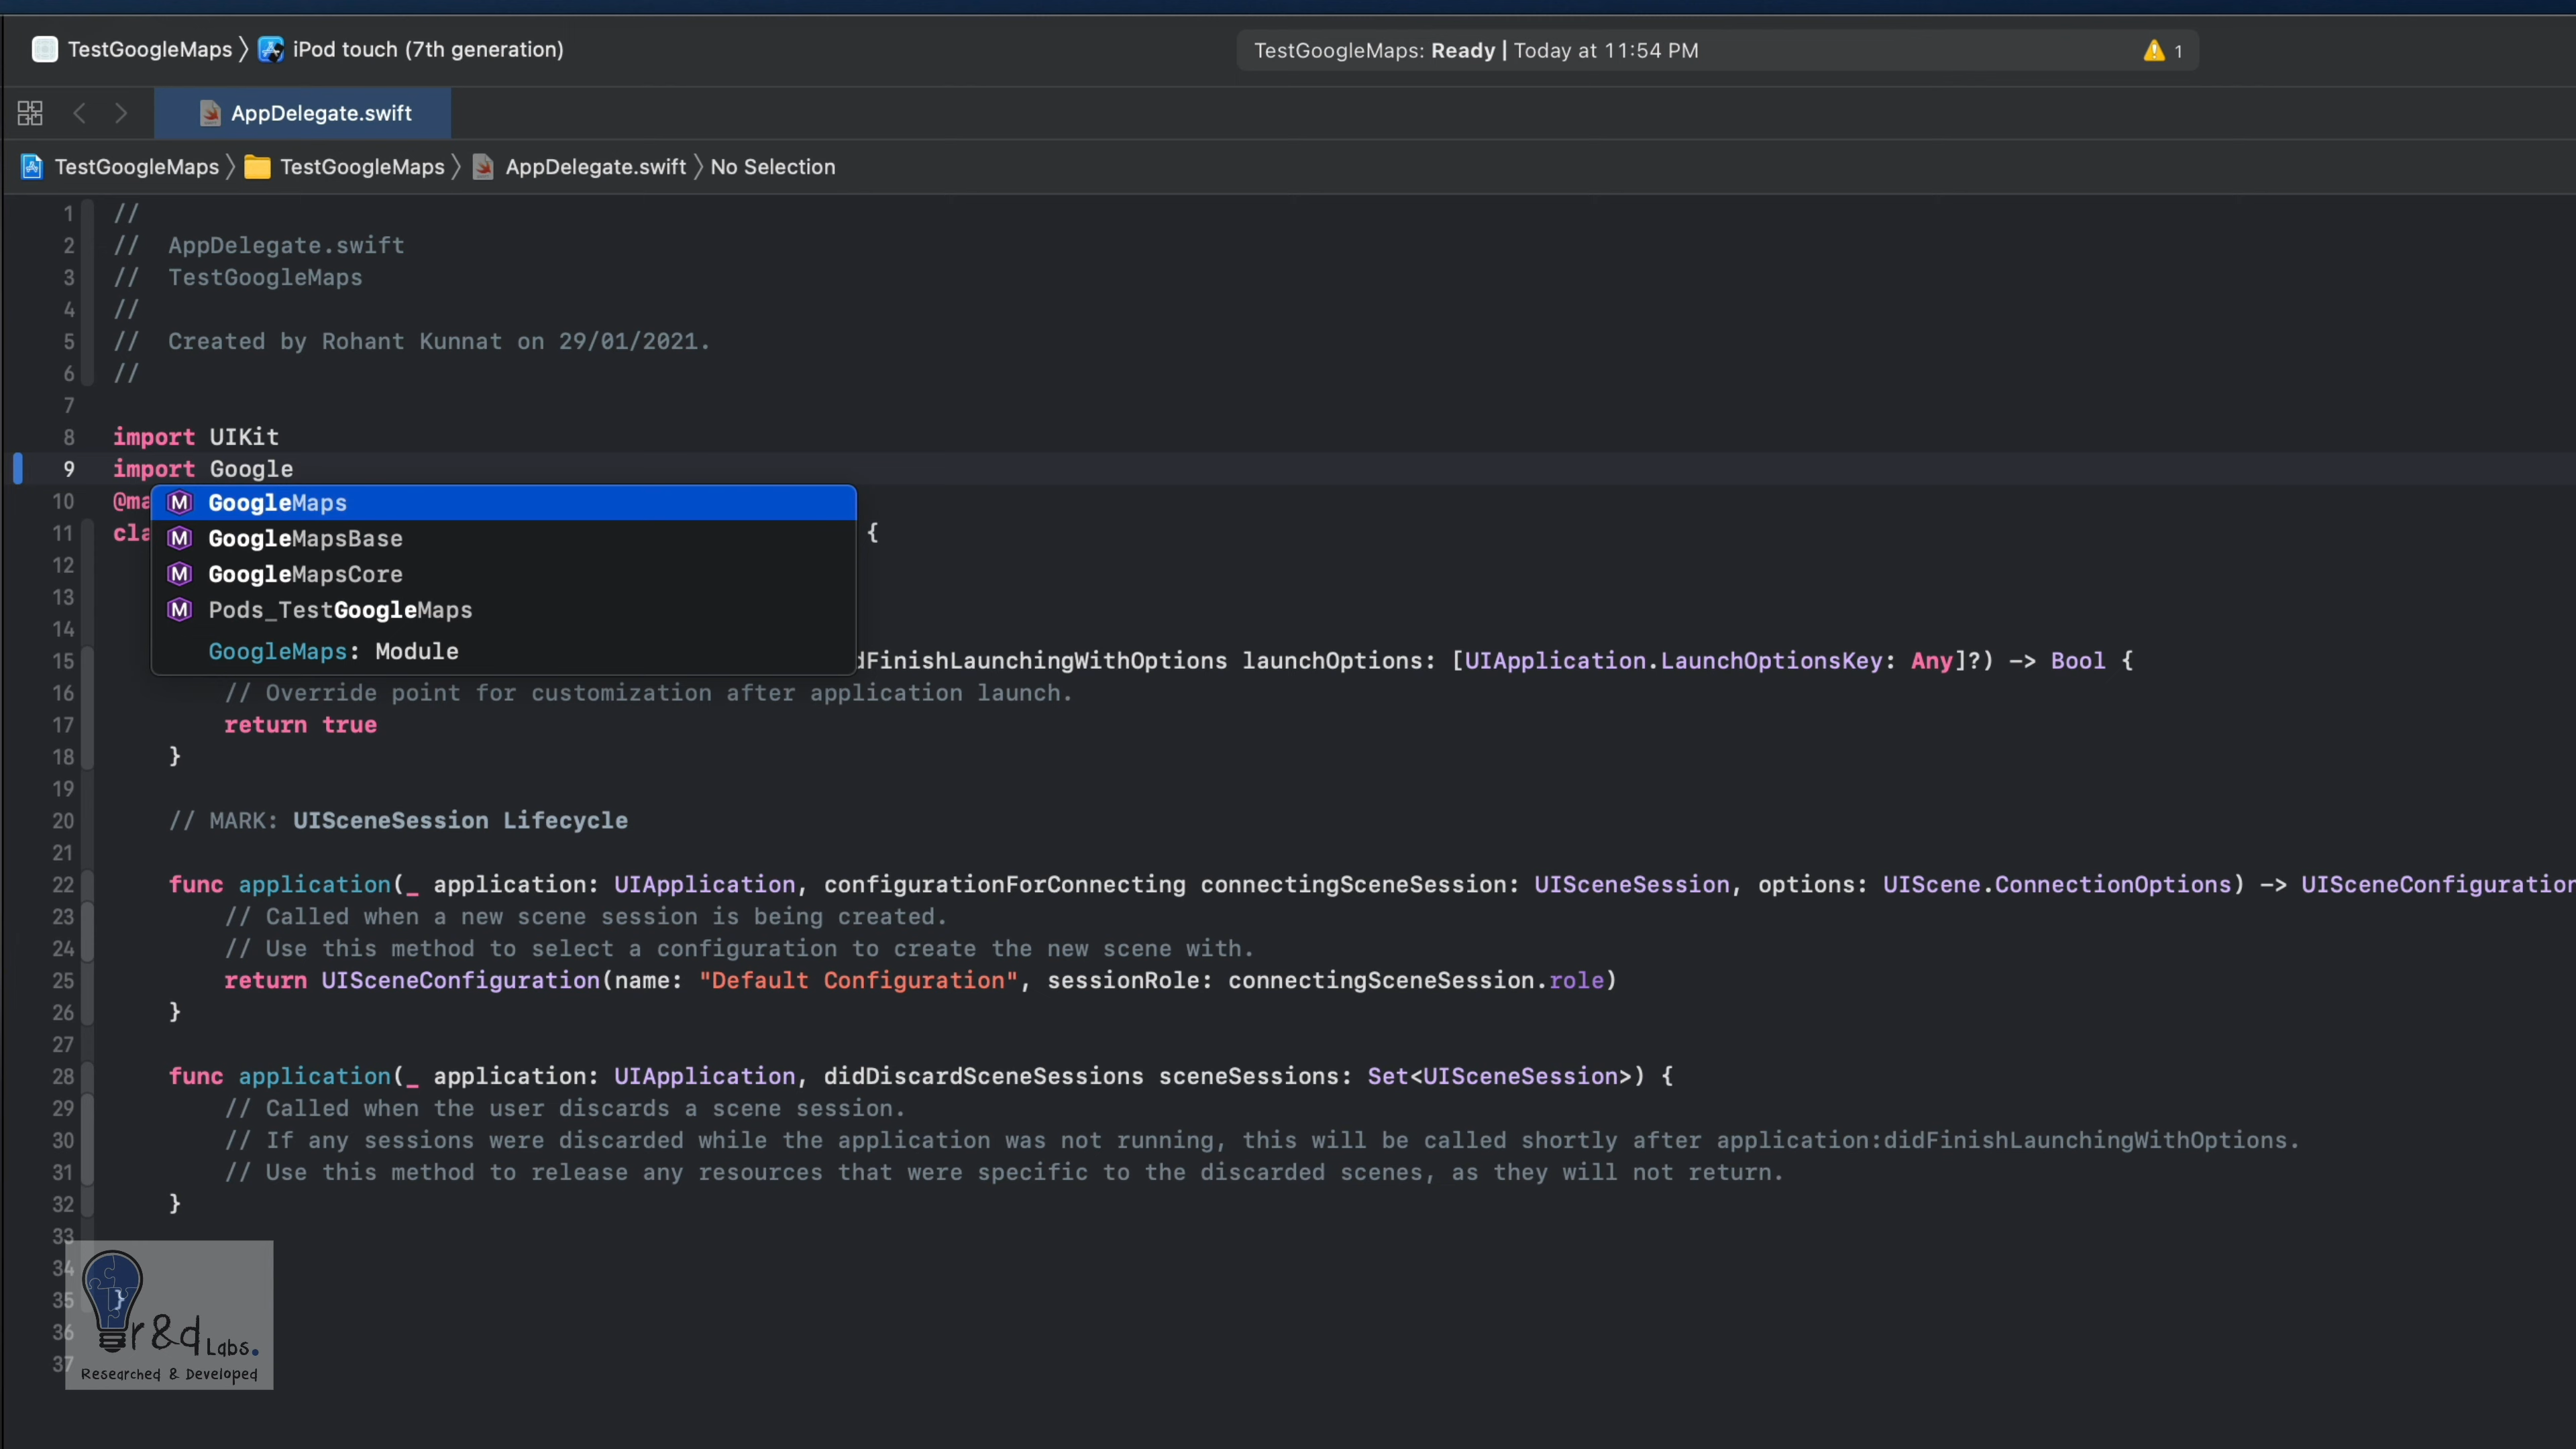 TestGoogleMaps 〉 iPod touch (7th generation)
TestGoogleMaps: Ready | Today at 11:54 PM
1
AppDelegate.swift
TestGoogleMaps 〉 TestGoogleMaps 〉 AppDelegate.swift 〉 No Selection
1 //
2 //  AppDelegate.swift
3 //  TestGoogleMaps
4 //
5 //  Created by Rohant Kunnat on 29/01/2021.
6 //
7
8 import UIKit
9 import Google
10 @ma
GoogleMaps
11 cla {
GoogleMapsBase
12
GoogleMapsCore
13
Pods_TestGoogleMaps
14
GoogleMaps: Module
15 dFinishLaunchingWithOptions launchOptions: [UIApplication.LaunchOptionsKey: Any]?) -> Bool {
16 // Override point for customization after application launch.
17 return true
18 }
19
20 // MARK: UISceneSession Lifecycle
21
22 func application(_ application: UIApplication, configurationForConnecting connectingSceneSession: UISceneSession, options: UIScene.ConnectionOptions) -> UISceneConfiguration
23 // Called when a new scene session is being created.
24 // Use this method to select a configuration to create the new scene with.
25 return UISceneConfiguration(name: "Default Configuration", sessionRole: connectingSceneSession.role)
26 }
27
28 func application(_ application: UIApplication, didDiscardSceneSessions sceneSessions: Set<UISceneSession>) {
29 // Called when the user discards a scene session.
30 // If any sessions were discarded while the application was not running, this will be called shortly after application:didFinishLaunchingWithOptions.
31 // Use this method to release any resources that were specific to the discarded scenes, as they will not return.
32 }
33
34
35 }
36
37
r&d Labs.
Researched & Developed